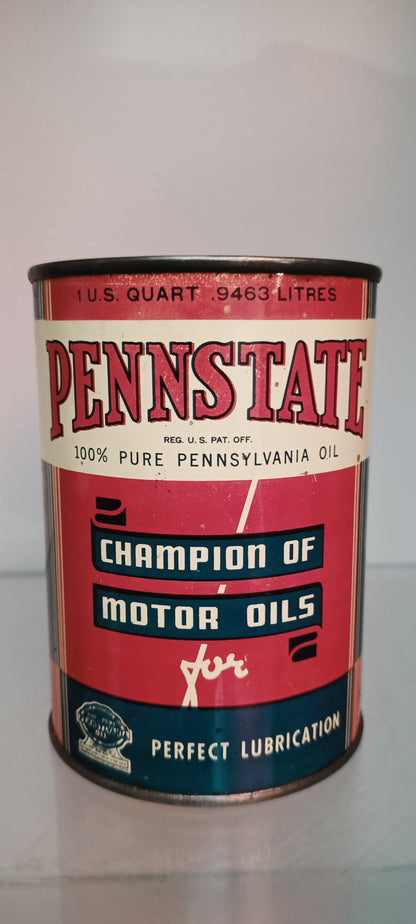 1 U.S. QUART .9463 LITRES
PENNSTATE
REG. U.S. PAT. OFF.
100% PURE PENNSYLVANIA OIL
CHAMPION OF
MOTOR OILS
for
PERFECT LUBRICATION